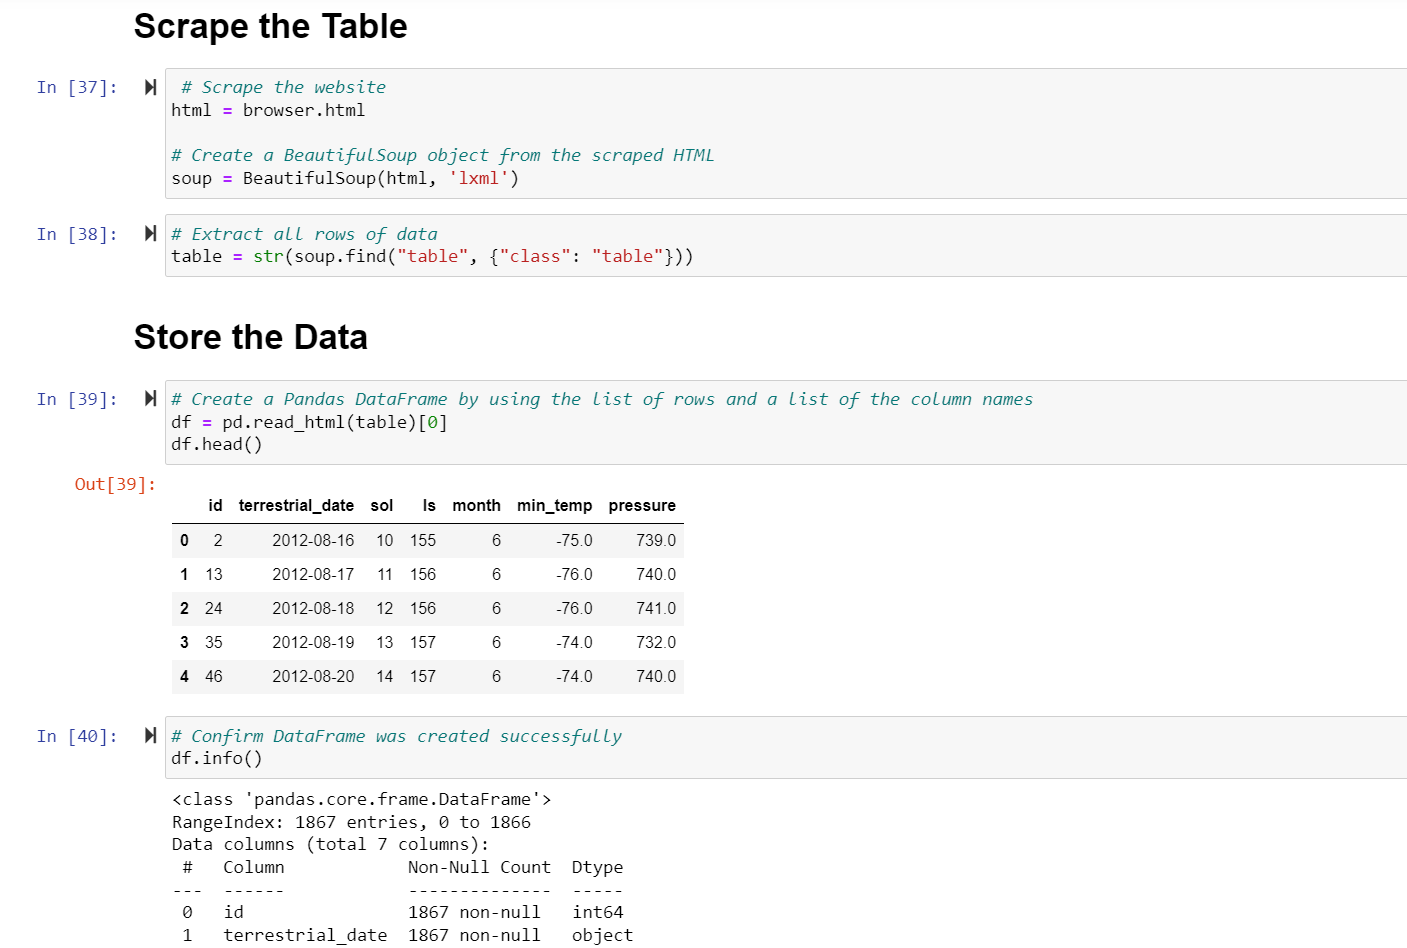 Scrape the Table
In [37]:
# Scrape the website
html = browser.html
# Create a BeautifulSoup object from the scraped HTML
soup = BeautifulSoup(html, 'lxml')
In [38]:
# Extract all rows of data
table = str(soup.find("table", {"class": "table"}))
Store the Data
In [39]:
# Create a Pandas DataFrame by using the list of rows and a list of the column names
df = pd.read_html(table)[0]
df.head()
Out[39]:
id terrestrial_date sol ls month min_temp pressure
0 2 2012-08-16 10 155 6 -75.0 739.0
1 13 2012-08-17 11 156 6 -76.0 740.0
2 24 2012-08-18 12 156 6 -76.0 741.0
3 35 2012-08-19 13 157 6 -74.0 732.0
4 46 2012-08-20 14 157 6 -74.0 740.0
In [40]:
# Confirm DataFrame was created successfully
df.info()
<class 'pandas.core.frame.DataFrame'>
RangeIndex: 1867 entries, 0 to 1866
Data columns (total 7 columns):
# Column Non-Null Count Dtype
--- ------ -------------- -----
0 id 1867 non-null int64
1 terrestrial_date 1867 non-null object